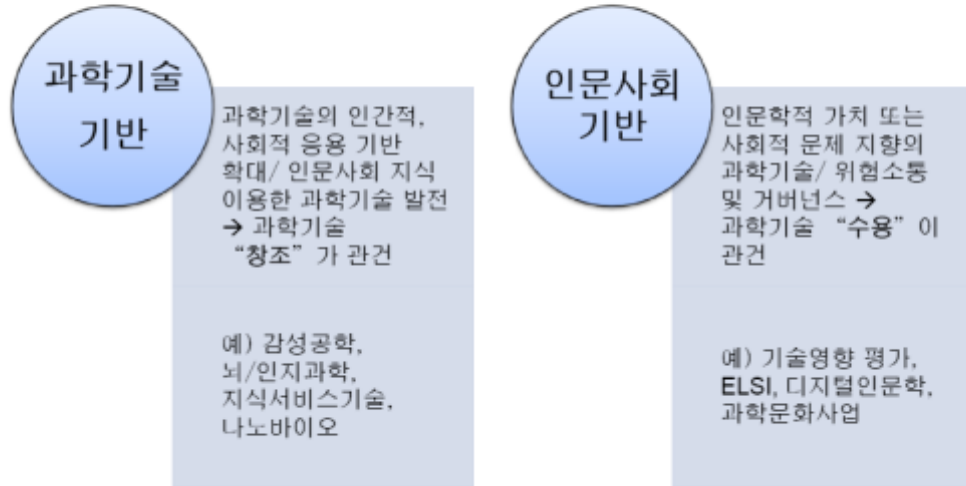 과학기술
기반
과학기술의 인간적,
사회적 응용 기반
확대/ 인문사회 지식
이용한 과학기술 발전
→ 과학기술
“창조”가 관건
예) 감성공학,
뇌/인지과학,
지식서비스기술,
나노바이오
인문사회
기반
인문학적 가치 또는
사회적 문제 지향의
과학기술/ 위험소통
및 거버넌스 →
과학기술 “수용”이
관건
예) 기술영향 평가,
ELSI, 디지털인문학,
과학문화사업